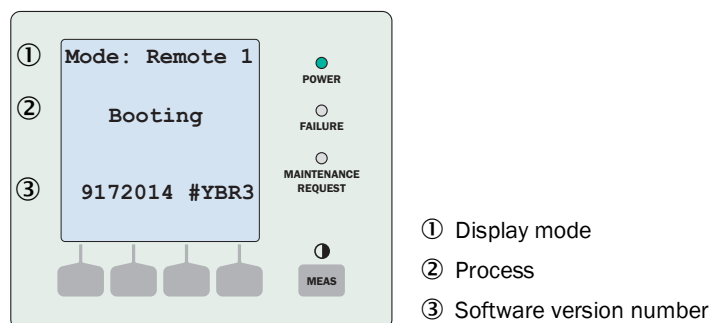 ① Mode: Remote 1
② Booting
③ 9172014 #YBR3
POWER
FAILURE
MAINTENANCE
REQUEST
MEAS
① Display mode
② Process
③ Software version number